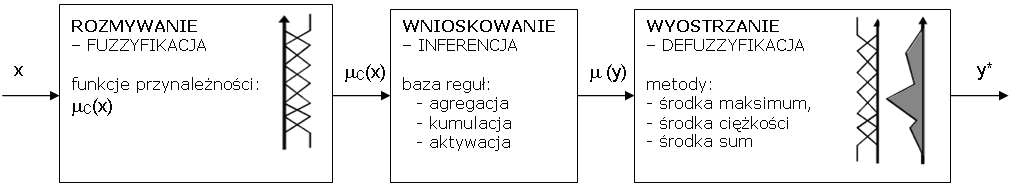 x
ROZMYWANIE
– FUZZYFIKACJA
funkcje przynależności:
μC(x)
μC(x)
WNIOSKOWANIE
– INFERENCJA
baza reguł:
- agregacja
- kumulacja
- aktywacja
μ (y)
WYOSTRZANIE
– DEFUZZYFIKACJA
metody:
- środka maksimum,
- środka ciężkości
- środka sum
y*